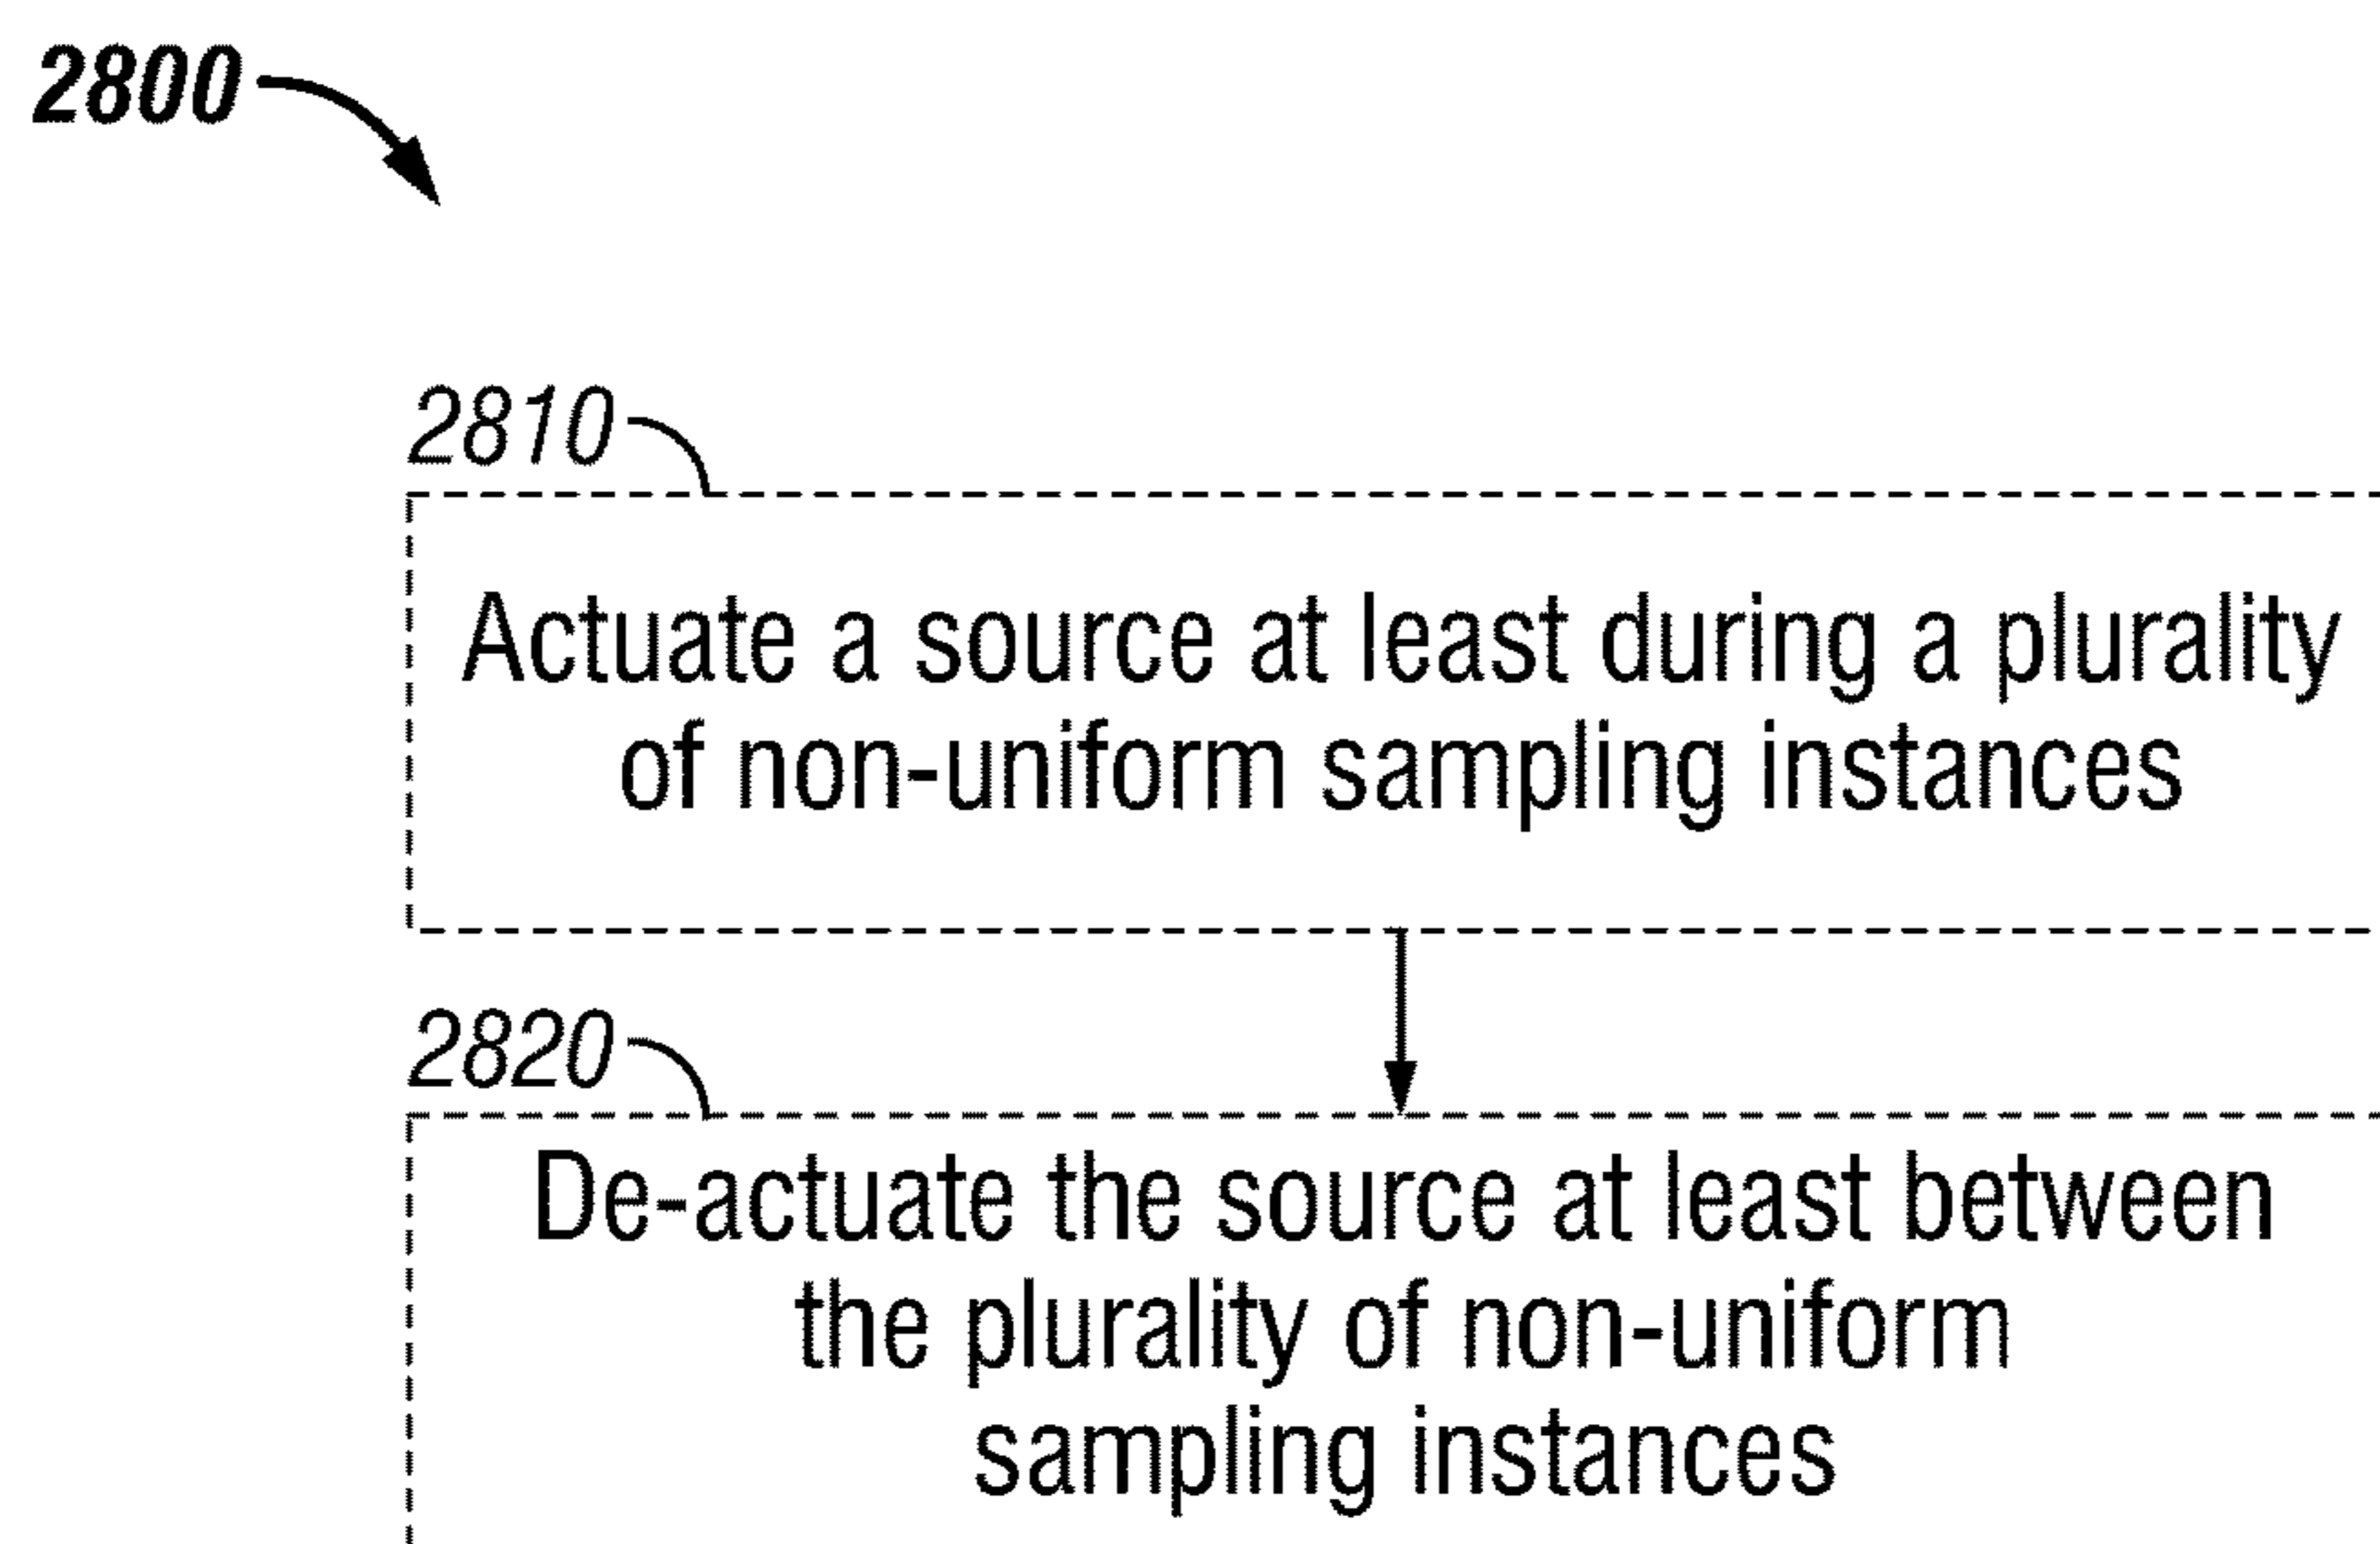 2800
2810
Actuate a source at least during a plurality
of non-uniform sampling instances
2820
De-actuate the source at least between
the plurality of non-uniform
sampling instances